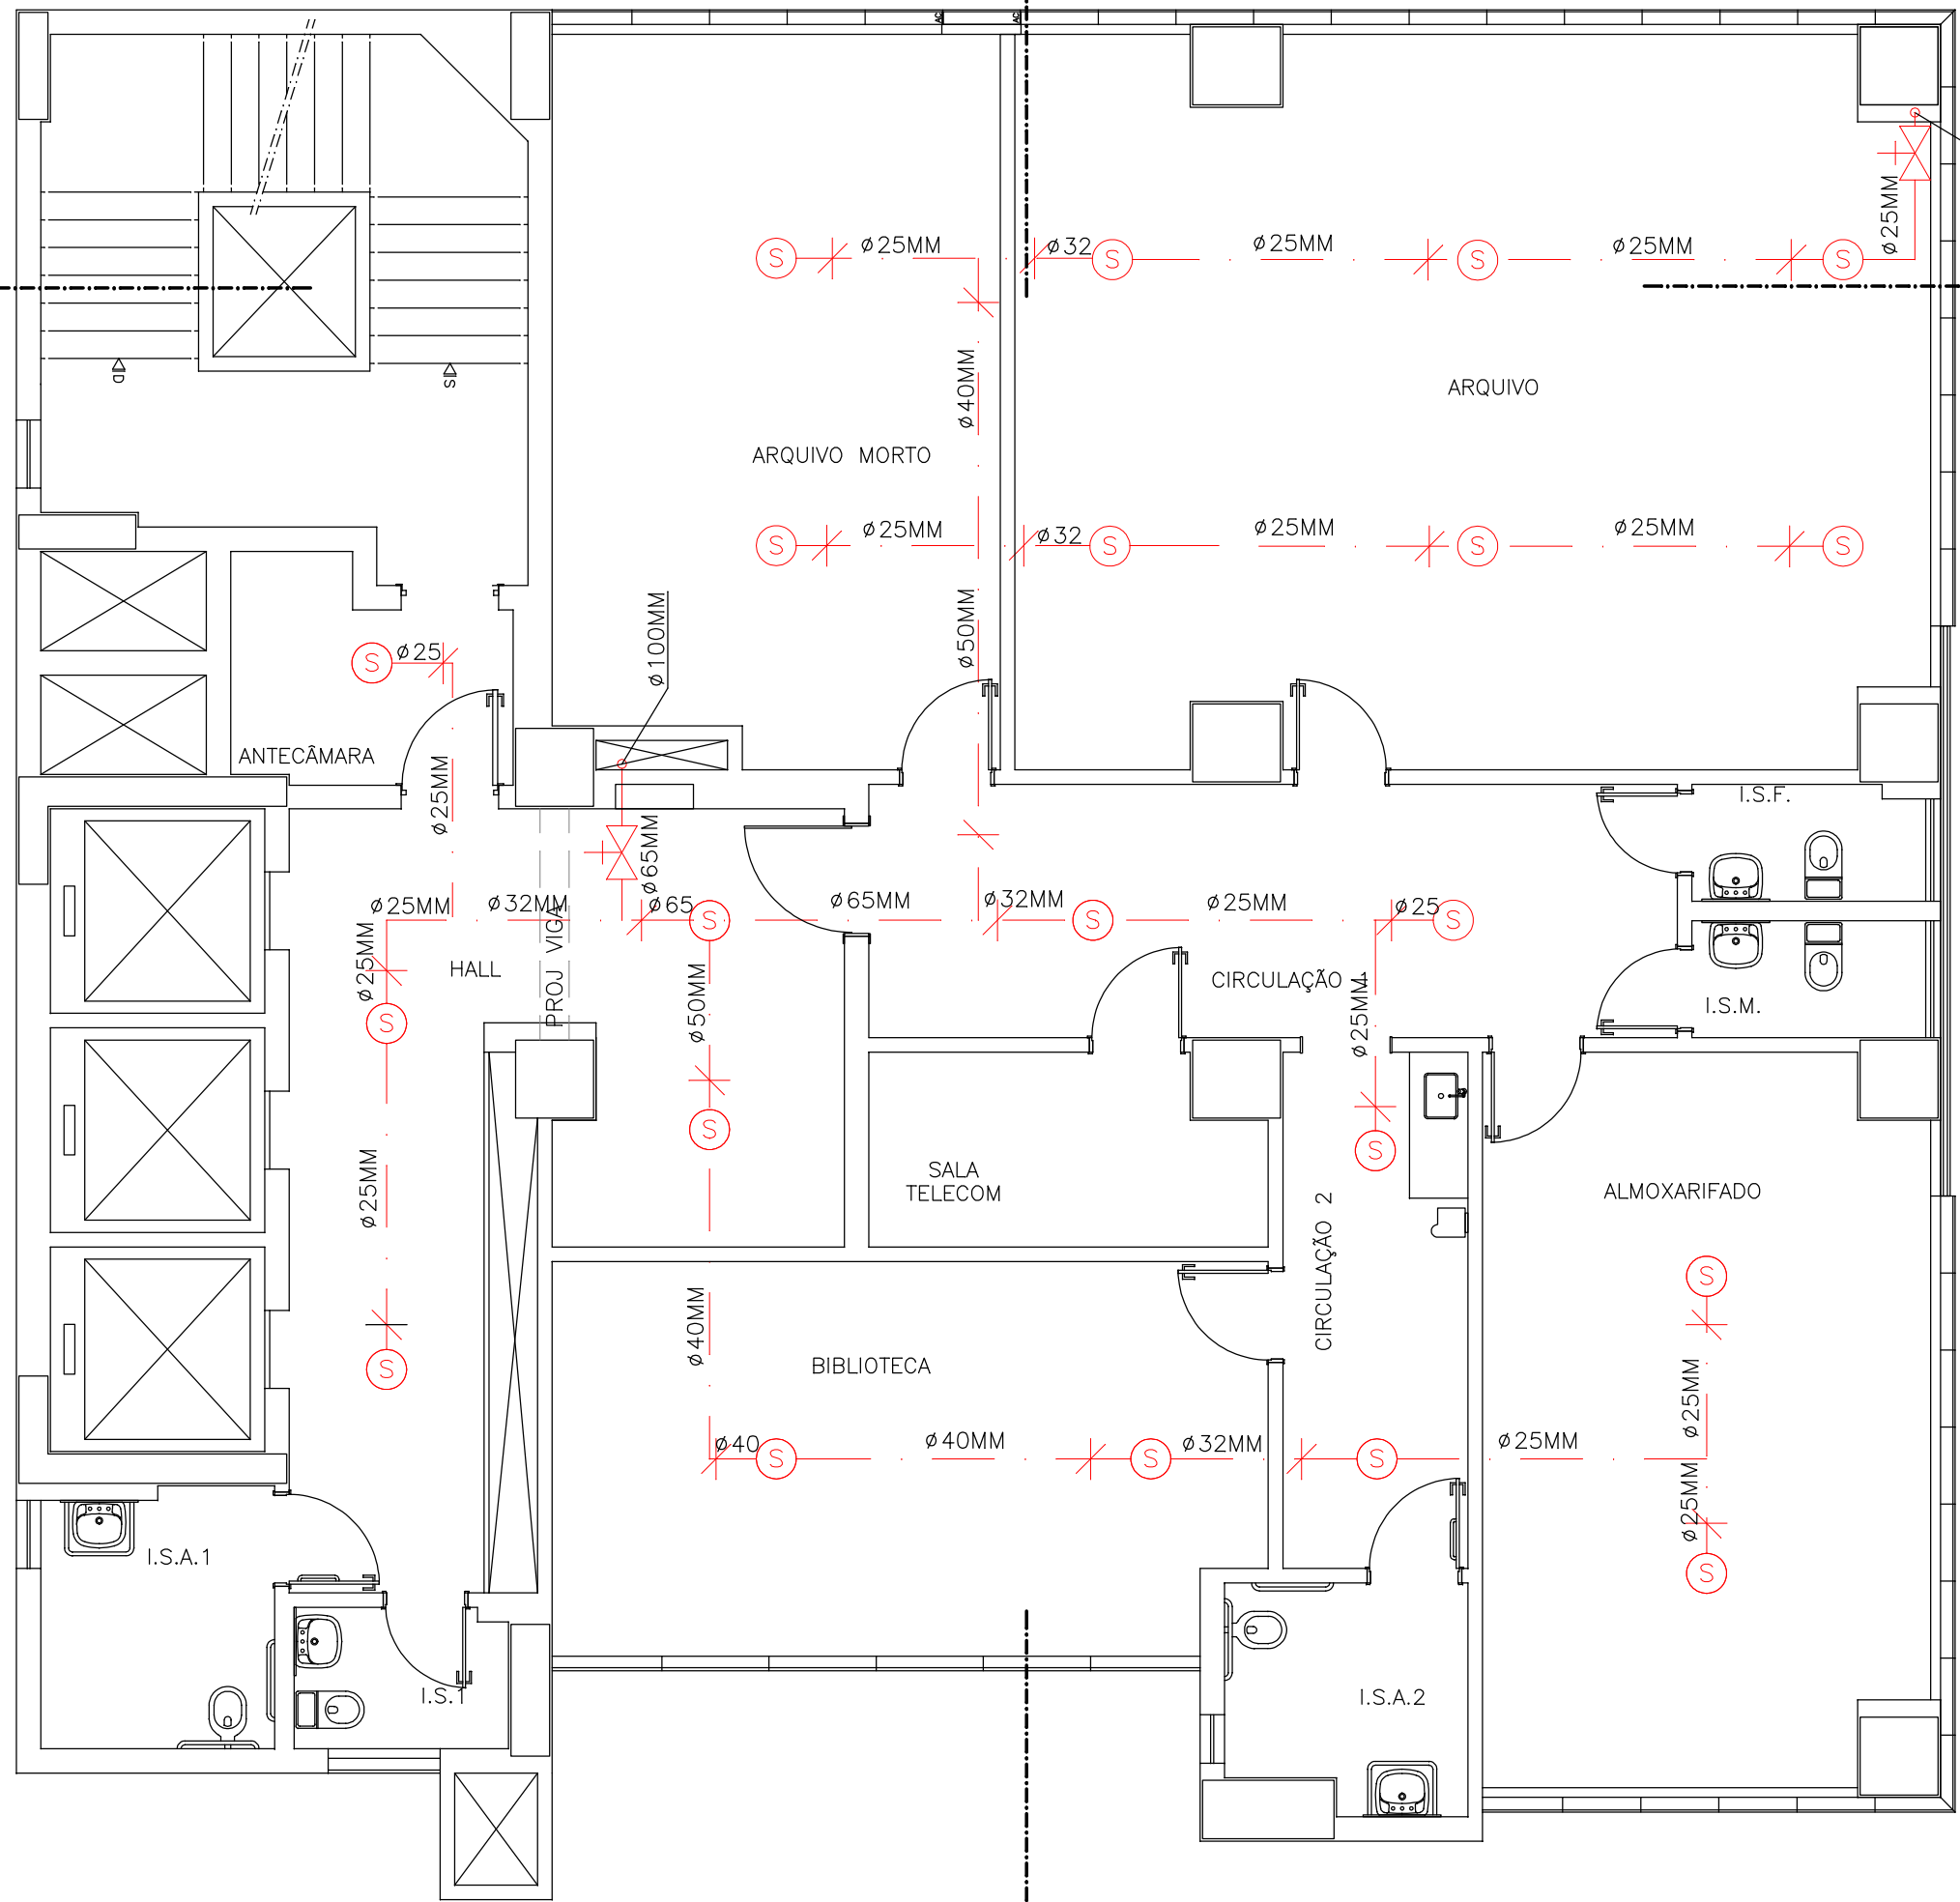 AC
AC
ø25MM
S
ø25MM
ø32
S
ø25MM
S
ø25MM
S
D
S
ø40MM
ARQUIVO
ARQUIVO MORTO
S
ø25MM
ø32
S
ø25MM
S
ø25MM
S
ø100MM
ø50MM
S
ø25
ANTECÂMARA
ø25MM
I.S.F.
ø65MM
ø25MM
ø32MM
ø65
S
ø65MM
ø32MM
S
ø25MM
ø25
S
ø25MM
HALL
PROJ VIGA
ø50MM
CIRCULAÇÃO 1
ø25MM
I.S.M.
S
S
S
ø25MM
SALA
TELECOM
CIRCULAÇÃO 2
ALMOXARIFADO
S
ø40MM
BIBLIOTECA
S
ø25MM
ø40
S
ø40MM
S
ø32MM
S
ø25MM
ø25MM
S
I.S.A.1
I.S.1
I.S.A.2